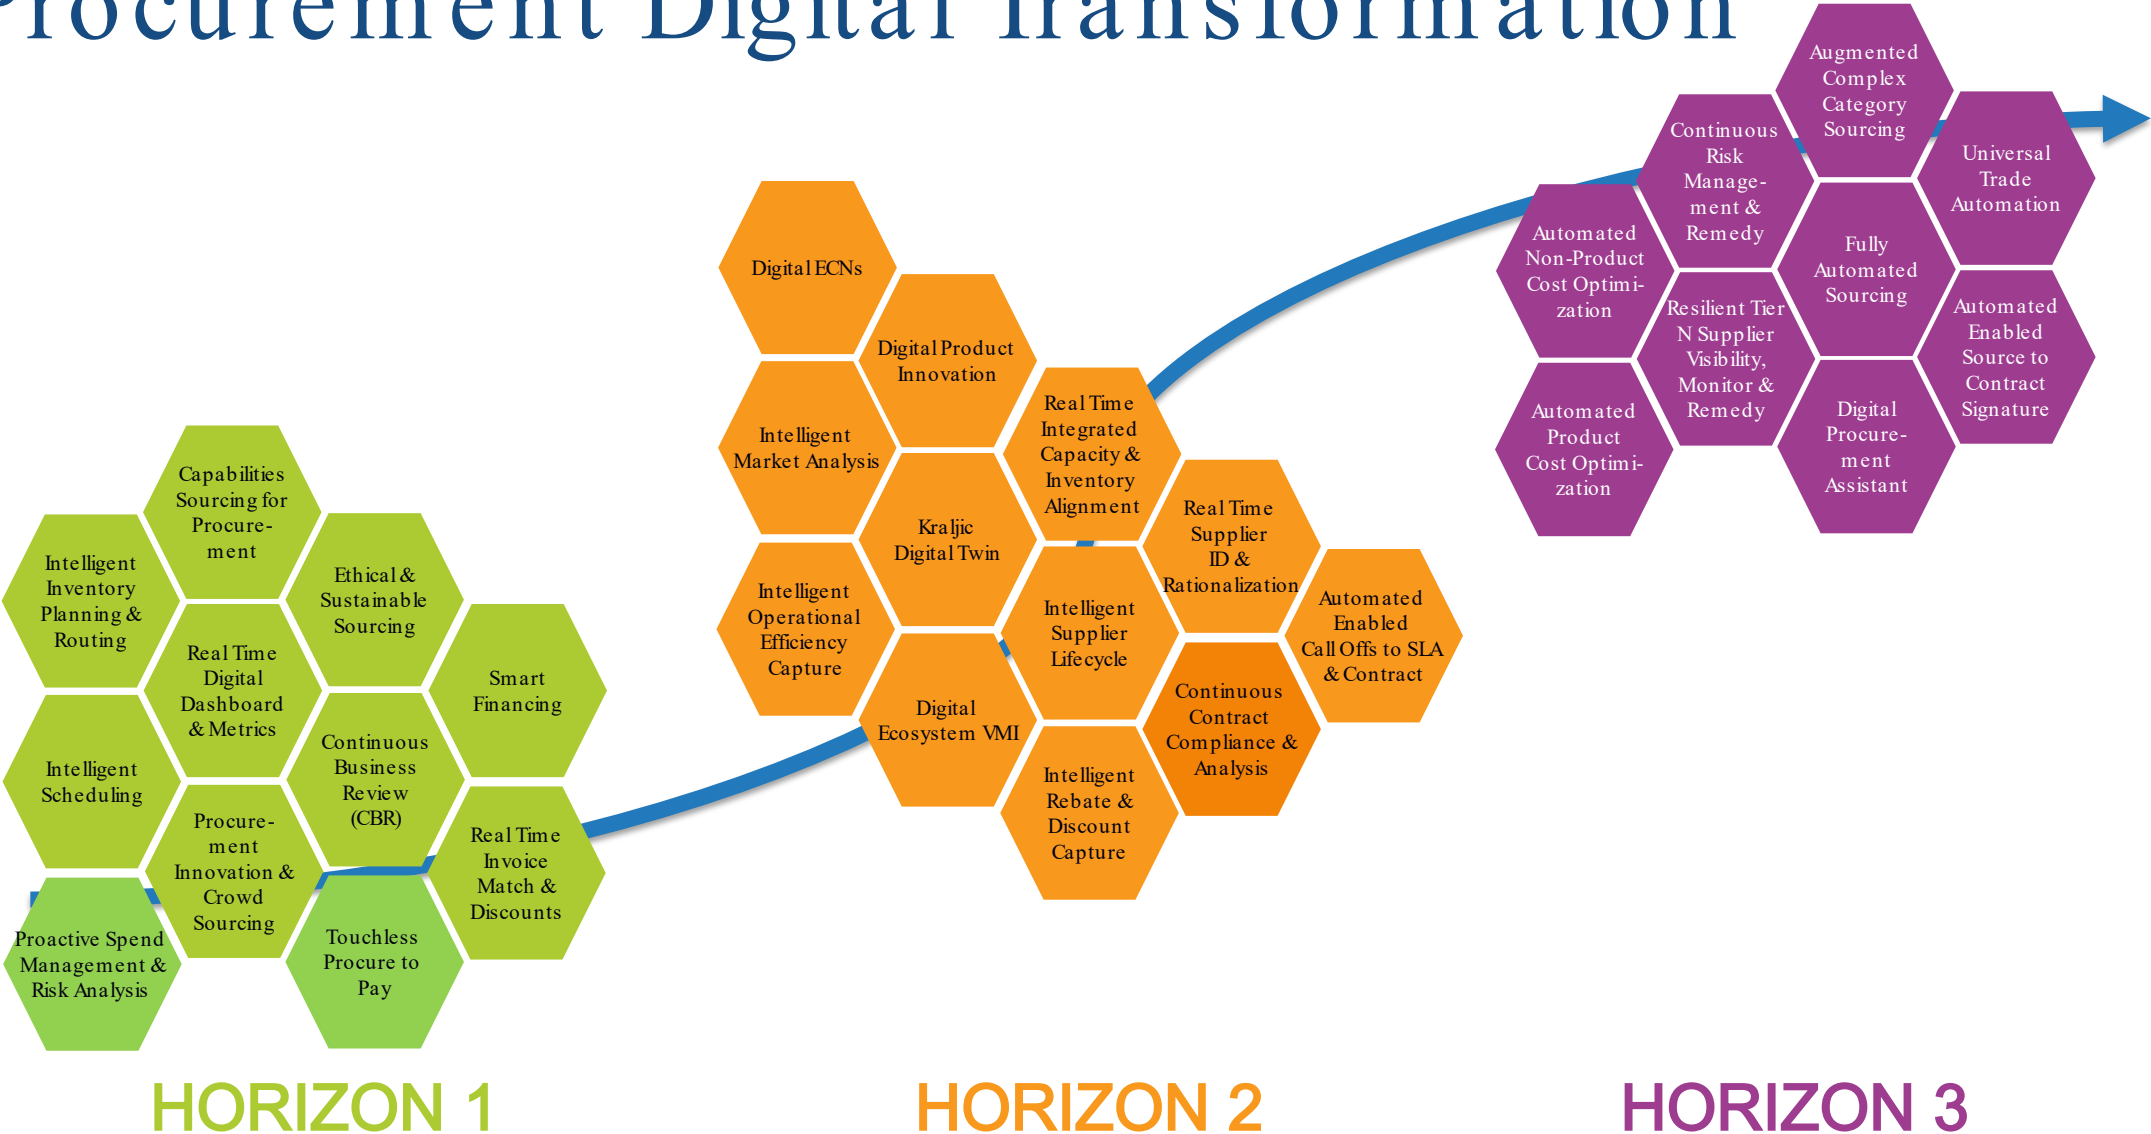 Procurement Digital Transformation
Capabilities
Sourcing for
Procure-
ment
Intelligent
Inventory
Planning &
Routing
Ethical &
Sustainable
Sourcing
Real Time
Digital
Dashboard
& Metrics
Smart
Financing
Intelligent
Scheduling
Continuous
Business
Review
(CBR)
Procure-
ment
Innovation &
Crowd
Sourcing
Real Time
Invoice
Match &
Discounts
Proactive Spend
Management &
Risk Analysis
Touchless
Procure to
Pay
HORIZON 1
Digital ECNs
Digital Product
Innovation
Intelligent
Market Analysis
Real Time
Integrated
Capacity &
Inventory
Alignment
Kraljic
Digital Twin
Real Time
Supplier
ID &
Rationalization
Intelligent
Operational
Efficiency
Capture
Intelligent
Supplier
Lifecycle
Automated
Enabled
Call Offs to SLA
& Contract
Digital
Ecosystem VMI
Continuous
Contract
Compliance &
Analysis
Intelligent
Rebate &
Discount
Capture
HORIZON 2
Augmented
Complex
Category
Sourcing
Continuous
Risk
Manage-
ment &
Remedy
Universal
Trade
Automation
Automated
Non-Product
Cost Optimi-
zation
Fully
Automated
Sourcing
Resilient Tier
N Supplier
Visibility,
Monitor &
Remedy
Automated
Enabled
Source to
Contract
Signature
Automated
Product
Cost Optimi-
zation
Digital
Procure-
ment
Assistant
HORIZON 3